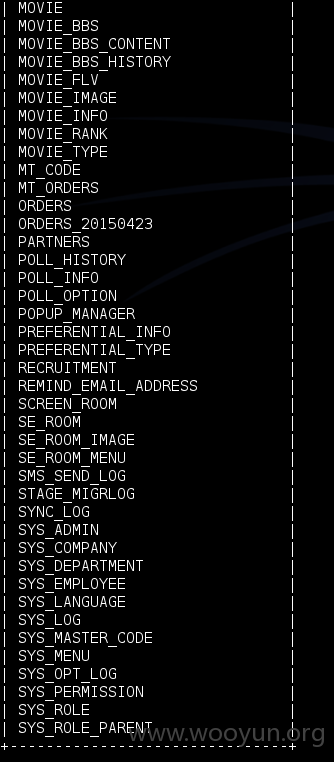 | MOVIE |
| MOVIE_BBS |
| MOVIE_BBS_CONTENT |
| MOVIE_BBS_HISTORY |
| MOVIE_FLV |
| MOVIE_IMAGE |
| MOVIE_INFO |
| MOVIE_RANK |
| MOVIE_TYPE |
| MT_CODE |
| MT_ORDERS |
| ORDERS |
| ORDERS_20150423 |
| PARTNERS |
| POLL_HISTORY |
| POLL_INFO |
| POLL_OPTION |
| POPUP_MANAGER |
| PREFERENTIAL_INFO |
| PREFERENTIAL_TYPE |
| RECRUITMENT |
| REMIND_EMAIL_ADDRESS |
| SCREEN_ROOM |
| SE_ROOM |
| SE_ROOM_IMAGE |
| SE_ROOM_MENU |
| SMS_SEND_LOG |
| STAGE_MIGRLOG |
| SYNC_LOG |
| SYS_ADMIN |
| SYS_COMPANY |
| SYS_DEPARTMENT |
| SYS_EMPLOYEE |
| SYS_LANGUAGE |
| SYS_LOG |
| SYS_MASTER_CODE |
| SYS_MENU |
| SYS_OPT_LOG |
| SYS_PERMISSION |
| SYS_ROLE |
| SYS_ROLE_PARENT |
+--------------------------------+
www.wooyun.org